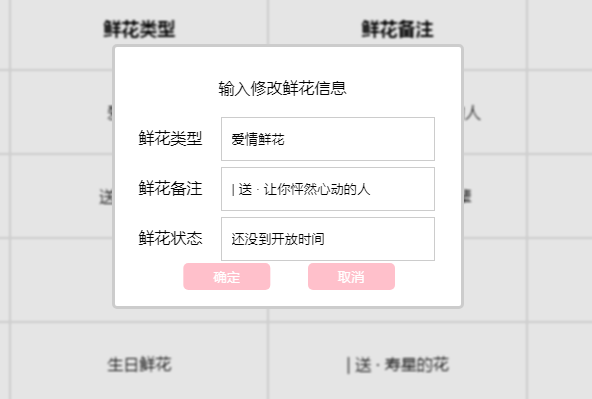 鲜花类型 鲜花备注
输入修改鲜花信息
鲜花类型 爱情鲜花
鲜花备注 | 送 · 让你怦然心动的人
鲜花状态 还没到开放时间
确定 取消
人
送
生日鲜花 | 送 · 寿星的花